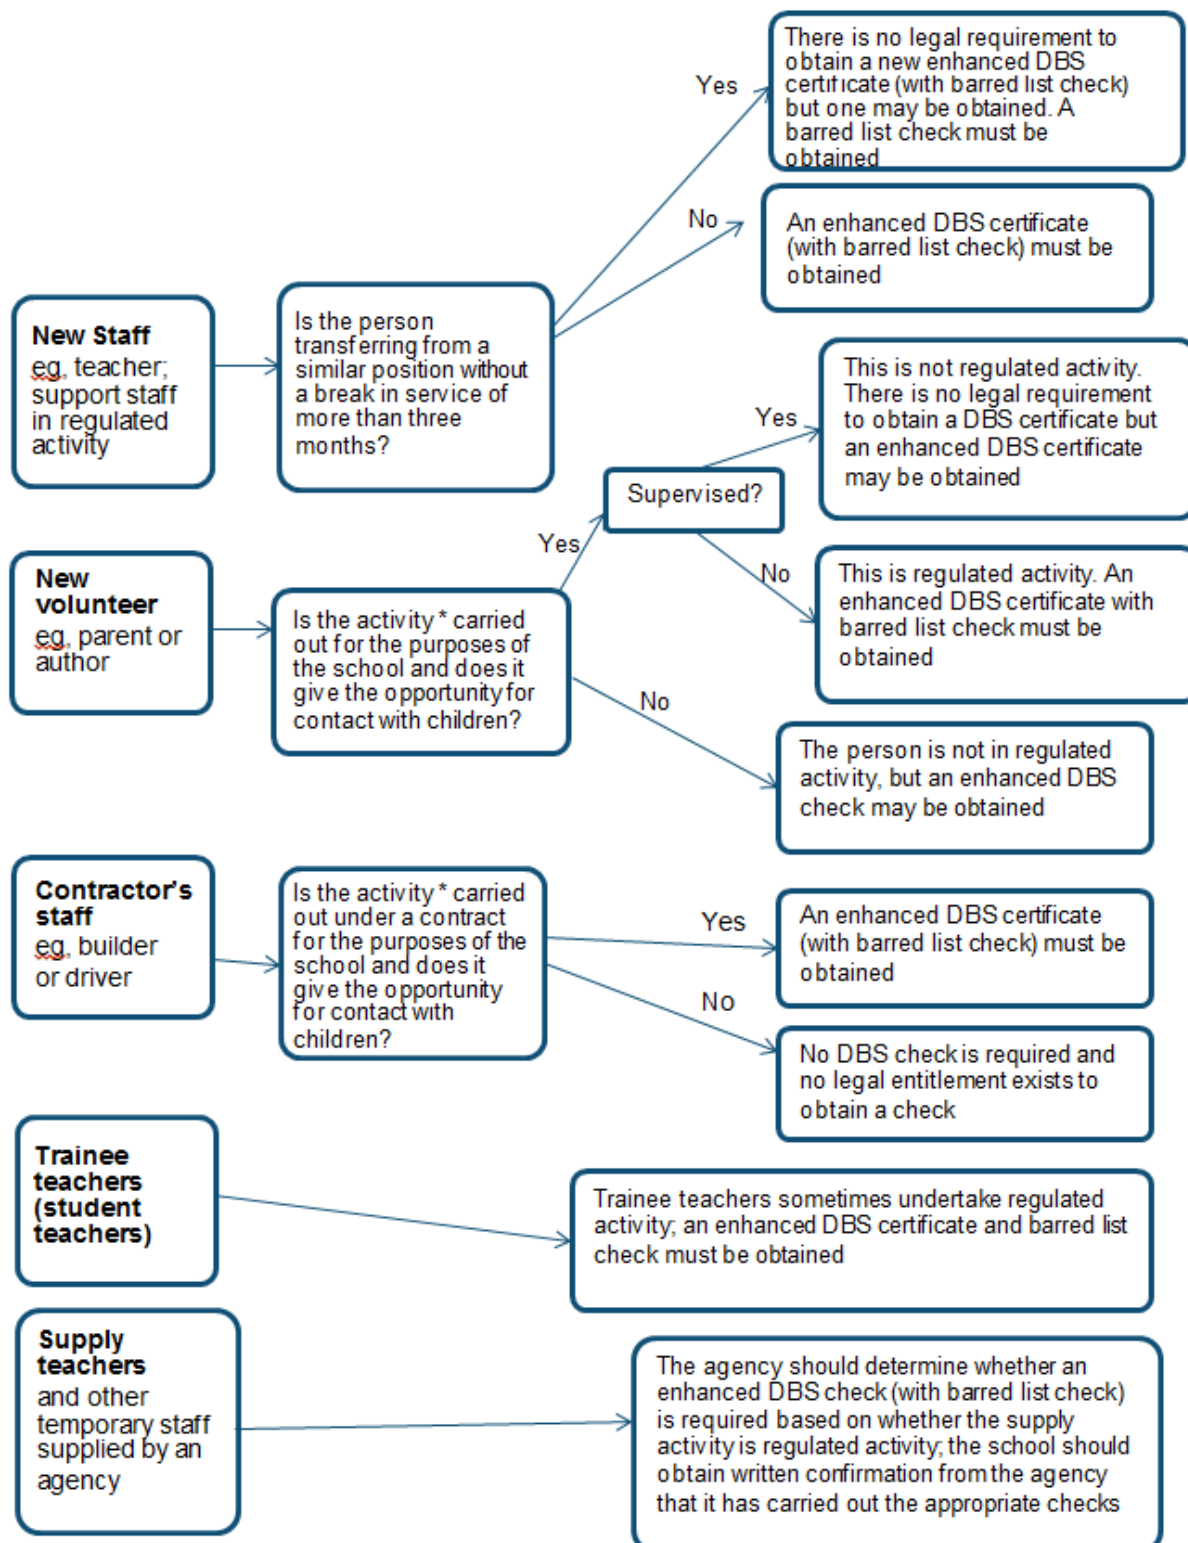 There is no legal requirement to
obtain a new enhanced DBS
certificate (with barred list check)
but one may be obtained. A
barred list check must be
obtained
Yes
No
An enhanced DBS certificate
(with barred list check) must be
obtained
New Staff
eg, teacher;
support staff
in regulated
activity
Is the person
transferring from a
similar position without
a break in service of
more than three
months?
This is not regulated activity.
There is no legal requirement
to obtain a DBS certificate but
an enhanced DBS certificate
may be obtained
Yes
Supervised?
Yes
No
This is regulated activity. An
enhanced DBS certificate with
barred list check must be
obtained
New
volunteer
eg, parent or
author
Is the activity * carried
out for the purposes of
the school and does it
give the opportunity for
contact with children?
No
The person is not in regulated
activity, but an enhanced DBS
check may be obtained
Contractor's
staff
eg, builder
or driver
Is the activity * carried
out under a contract
for the purposes of the
school and does it
give the opportunity
for contact with
children?
Yes
An enhanced DBS certificate
(with barred list check) must be
obtained
No
No DBS check is required and
no legal entitlement exists to
obtain a check
Trainee
teachers
(student
teachers)
Trainee teachers sometimes undertake regulated
activity; an enhanced DBS certificate and barred list
check must be obtained
Supply
teachers
and other
temporary staff
supplied by an
agency
The agency should determine whether an
enhanced DBS check (with barred list check)
is required based on whether the supply
activity is regulated activity; the school should
obtain written confirmation from the agency
that it has carried out the appropriate checks